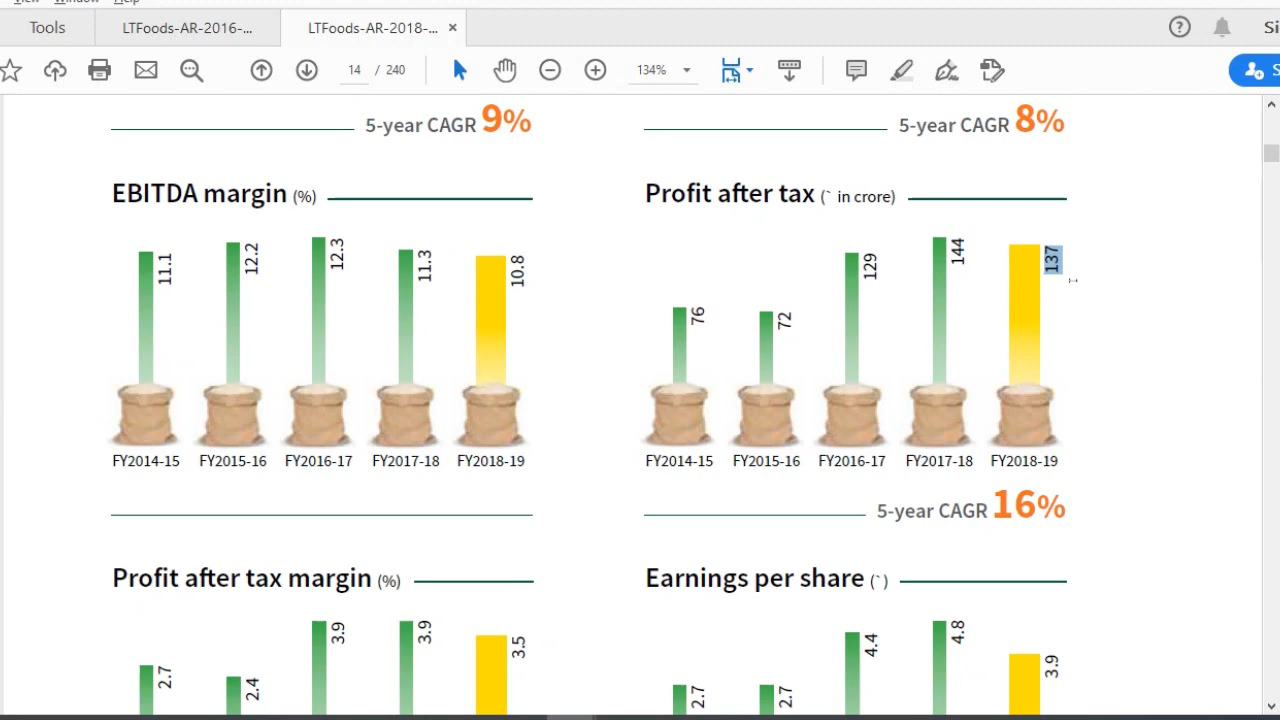 View Window Help
Tools LTFoods-AR-2016-... LTFoods-AR-2018-... ×
14 / 240 134%
5-year CAGR 9% 5-year CAGR 8%
EBITDA margin (%) Profit after tax (` in crore)
11.1 12.2 12.3 11.3 10.8 76 72 129 144 137
FY2014-15 FY2015-16 FY2016-17 FY2017-18 FY2018-19 FY2014-15 FY2015-16 FY2016-17 FY2017-18 FY2018-19
5-year CAGR 16%
Profit after tax margin (%) Earnings per share (`)
2.7 2.4 3.9 3.9 3.5 2.7 2.7 4.4 4.8 3.9